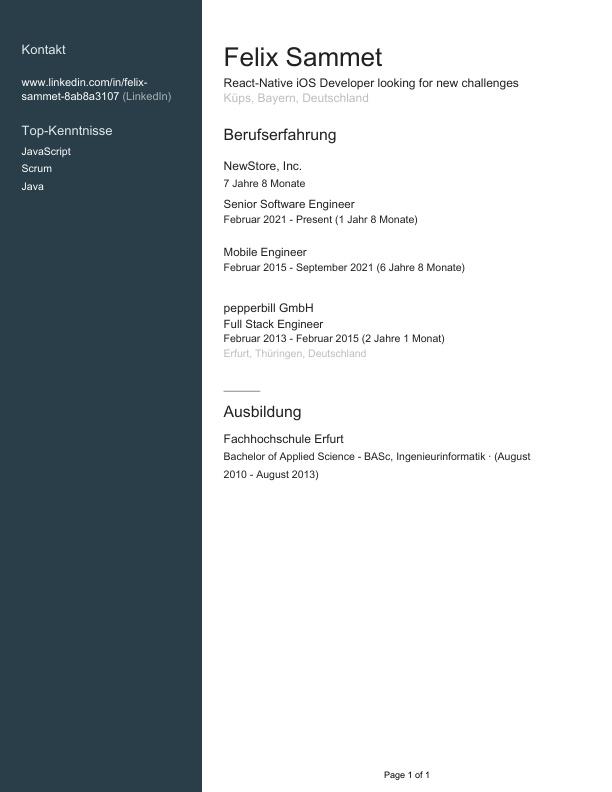 Kontakt
www.linkedin.com/in/felix-
sammet-8ab8a3107 (LinkedIn)
Top-Kenntnisse
JavaScript
Scrum
Java
Felix Sammet
React-Native iOS Developer looking for new challenges
Küps, Bayern, Deutschland
Berufserfahrung
NewStore, Inc.
7 Jahre 8 Monate
Senior Software Engineer
Februar 2021 - Present (1 Jahr 8 Monate)
Mobile Engineer
Februar 2015 - September 2021 (6 Jahre 8 Monate)
pepperbill GmbH
Full Stack Engineer
Februar 2013 - Februar 2015 (2 Jahre 1 Monat)
Erfurt, Thüringen, Deutschland
Ausbildung
Fachhochschule Erfurt
Bachelor of Applied Science - BASc, Ingenieurinformatik · (August
2010 - August 2013)
Page 1 of 1